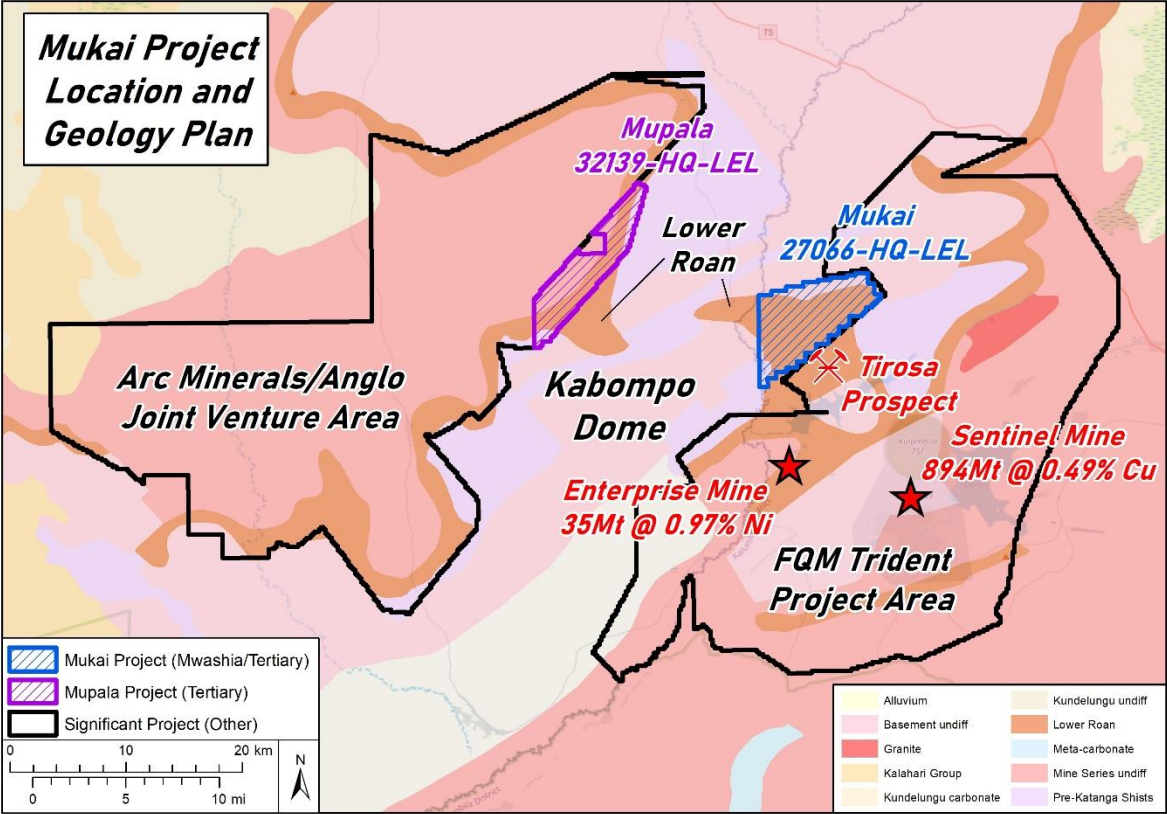 Mukai Project
Location and
Geology Plan
T5
Mupala
32139-HQ-LEL
Lower
Roan
Mukai
27066-HQ-LEL
Arc Minerals/Anglo
Joint Venture Area
Kabompo
Dome
Tirosa
Prospect
Kalumbila
TSF
Sentinel Mine
894Mt @ 0.49% Cu
Enterprise Mine
35Mt @ 0.97% Ni
FQM Trident
Project Area
Mukai Project (Mwashia/Tertiary)
Mupala Project (Tertiary)
Significant Project (Other)
0 10 20 km
0 5 10 mi
N
Alluvium
Basement undiff
Granite
Kalahari Group
Kundelungu carbonate
Kundelungu undiff
Lower Roan
Meta-carbonate
Mine Series undiff
Pre-Katanga Shists